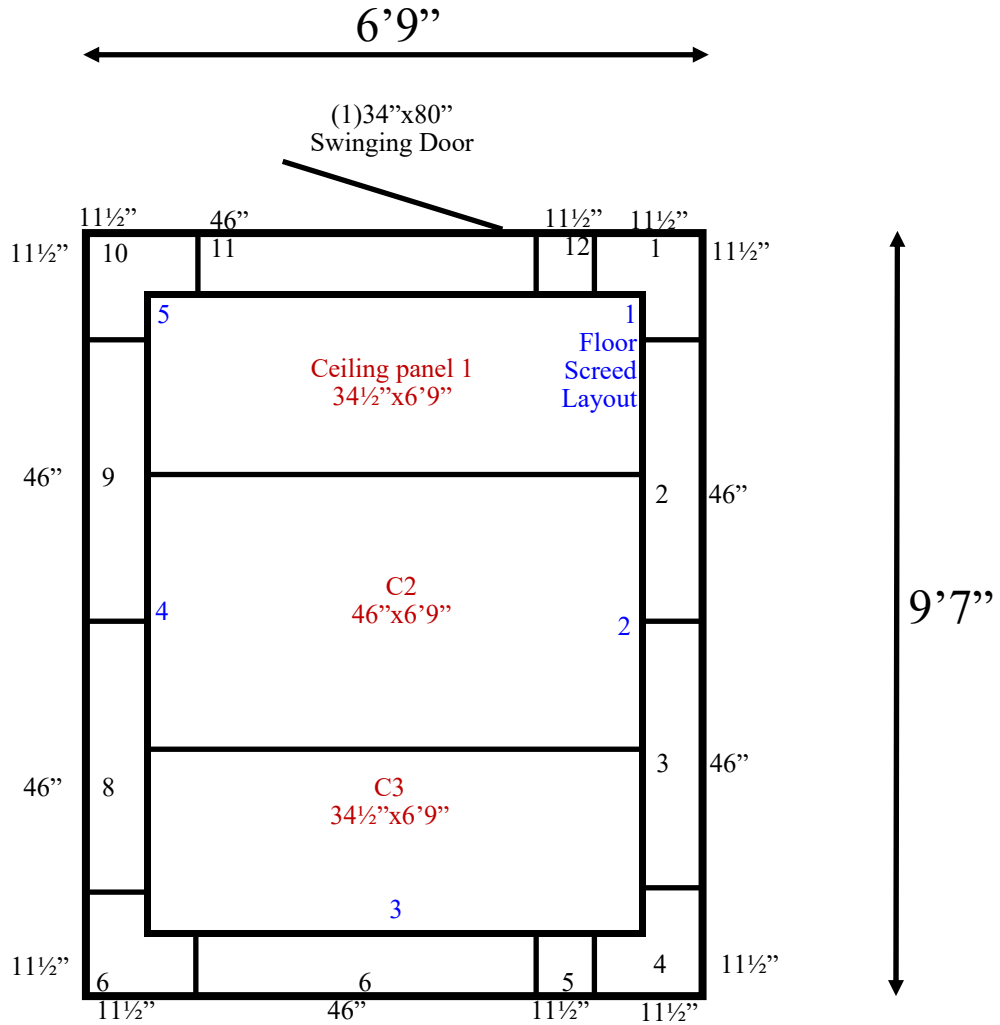 6’9”
(1)34”x80”
Swinging Door
11½” 46” 11½” 11½”
11½” 10 11 12 1 11½”
5 1
Floor
Screed
Layout
Ceiling panel 1
34½”x6’9”
46” 9 2 46”
C2
46”x6’9”
4 2
9’7”
46” 8 3 46”
C3
34½”x6’9”
3
11½” 6 6 5 4 11½”
11½” 46” 11½” 11½”